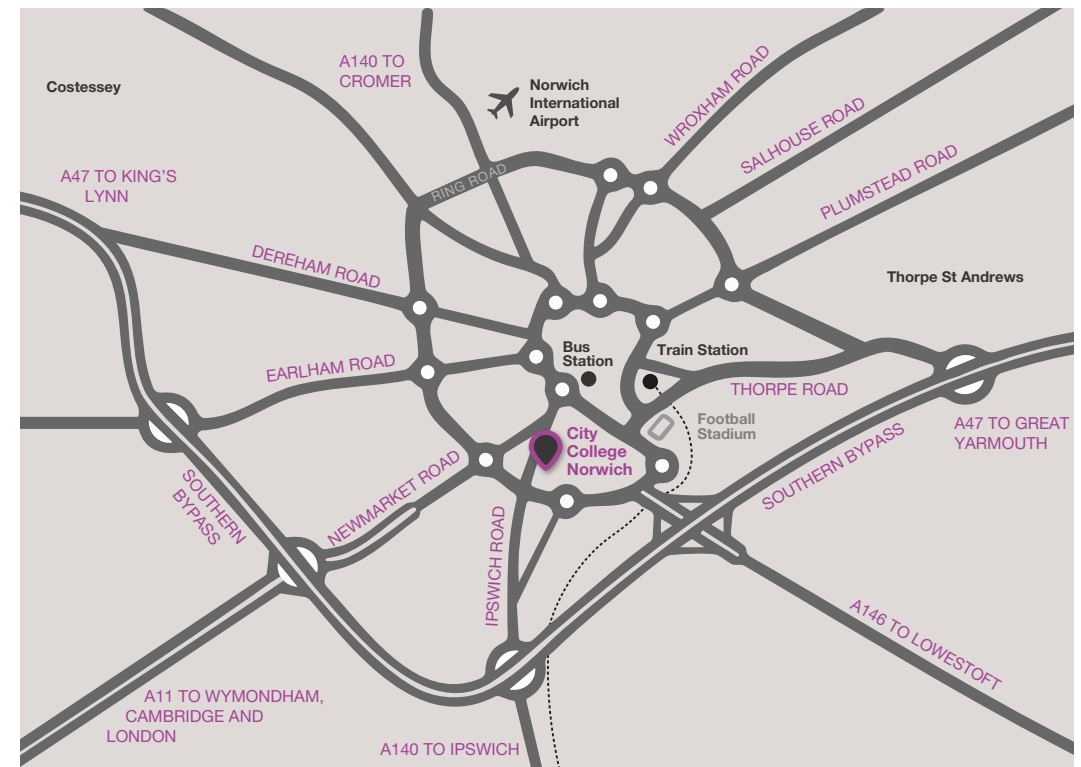 A140 TO
CROMER
Costessey
Norwich
International
Airport
WROXHAM ROAD
SALHOUSE ROAD
PLUMSTEAD ROAD
A47 TO KING'S
LYNN
RING ROAD
DEREHAM ROAD
Thorpe St Andrews
Bus
Station
Train Station
EARLHAM ROAD
THORPE ROAD
Football
Stadium
A47 TO GREAT
YARMOUTH
City
College
Norwich
SOUTHERN BYPASS
NEWMARKET ROAD
SOUTHERN
BYPASS
IPSWICH ROAD
A146 TO LOWESTOFT
A11 TO WYMONDHAM,
CAMBRIDGE AND
LONDON
A140 TO IPSWICH